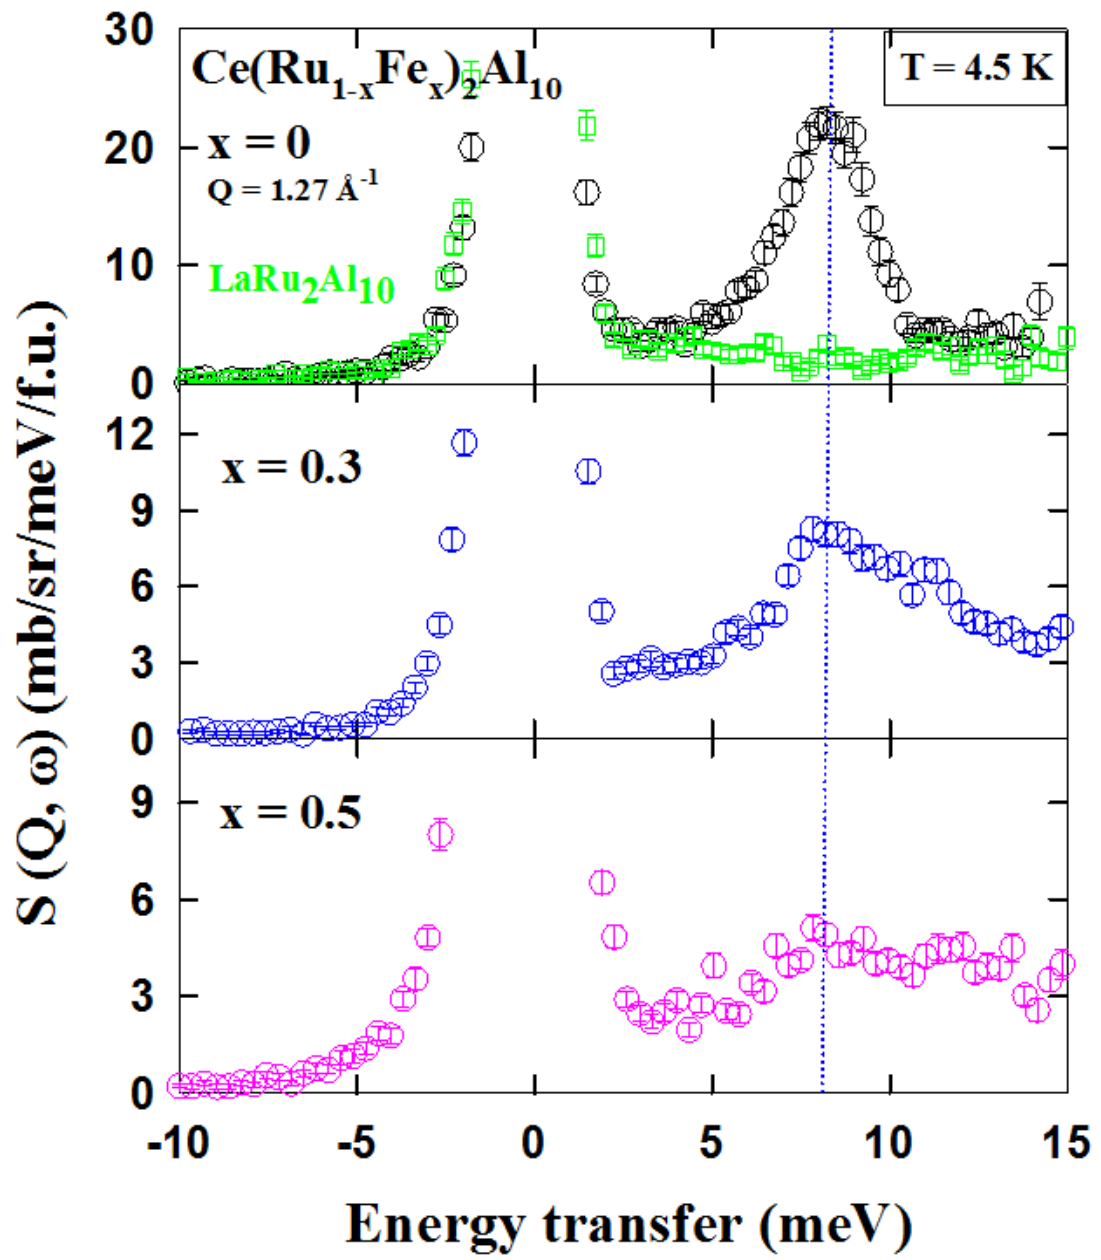 Ce(Ru1-xFex)2Al10
T = 4.5 K
x = 0
Q = 1.27 Å-1
LaRu2Al10
30
20
10
0
x = 0.3
12
9
6
3
0
x = 0.5
9
6
3
0
-10 -5 0 5 10 15
S (Q, ω) (mb/sr/meV/f.u.)
Energy transfer (meV)